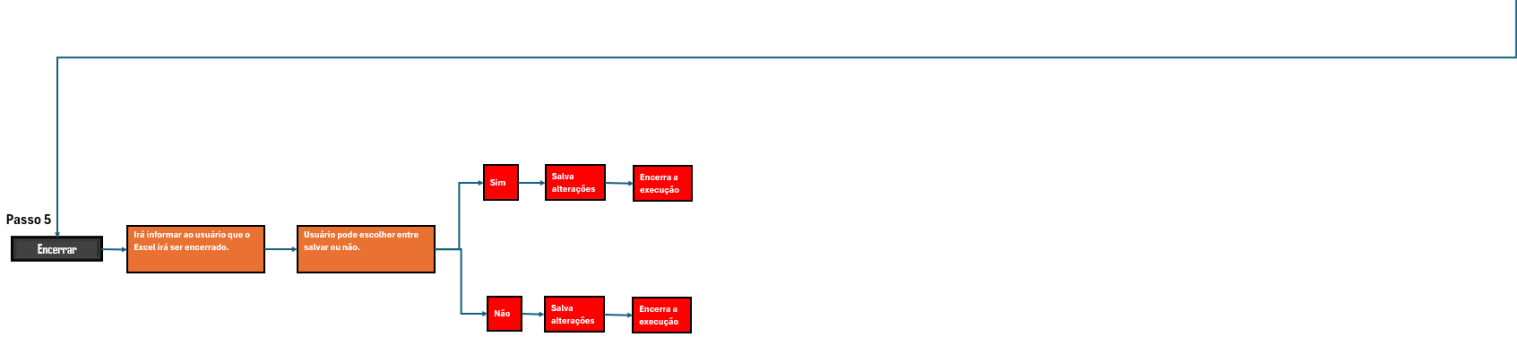 Passo 5
Encerrar
Irá informar ao usuário que o
Excel irá ser encerrado.
Usuário pode escolher entre
salvar ou não.
Sim
Salva
alterações
Encerra a
execução
Não
Salva
alterações
Encerra a
execução